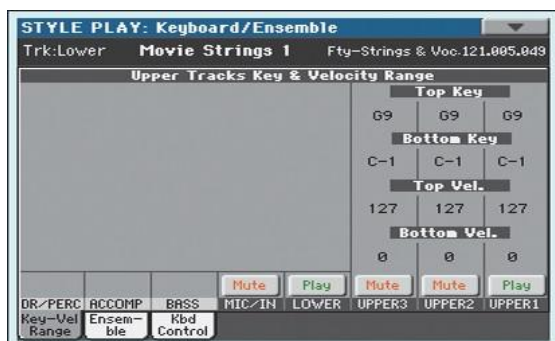 STYLE PLAY: Keyboard/Ensemble
Trk:Lower Movie Strings 1 Fty-Strings & Voc.121.005.049
Upper Tracks Key & Velocity Range
Top Key
G9 G9 G9
Bottom Key
C-1 C-1 C-1
Top Vel.
127 127 127
Bottom Vel.
0 0 0
Mute Play Mute Mute Play
DR/PERC ACCOMP BASS MIC/IN LOWER UPPER3 UPPER2 UPPER1
Key-Vel Ensem- Kbd
Range ble Control